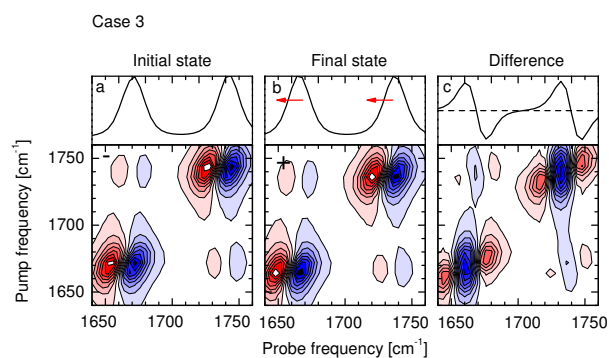 Case 3
Initial state
Final state
Difference
a
b
c
-
+
1750
1700
1650
Pump frequency [cm⁻¹]
1650 1700 1750 1650 1700 1750 1650 1700 1750
Probe frequency [cm⁻¹]